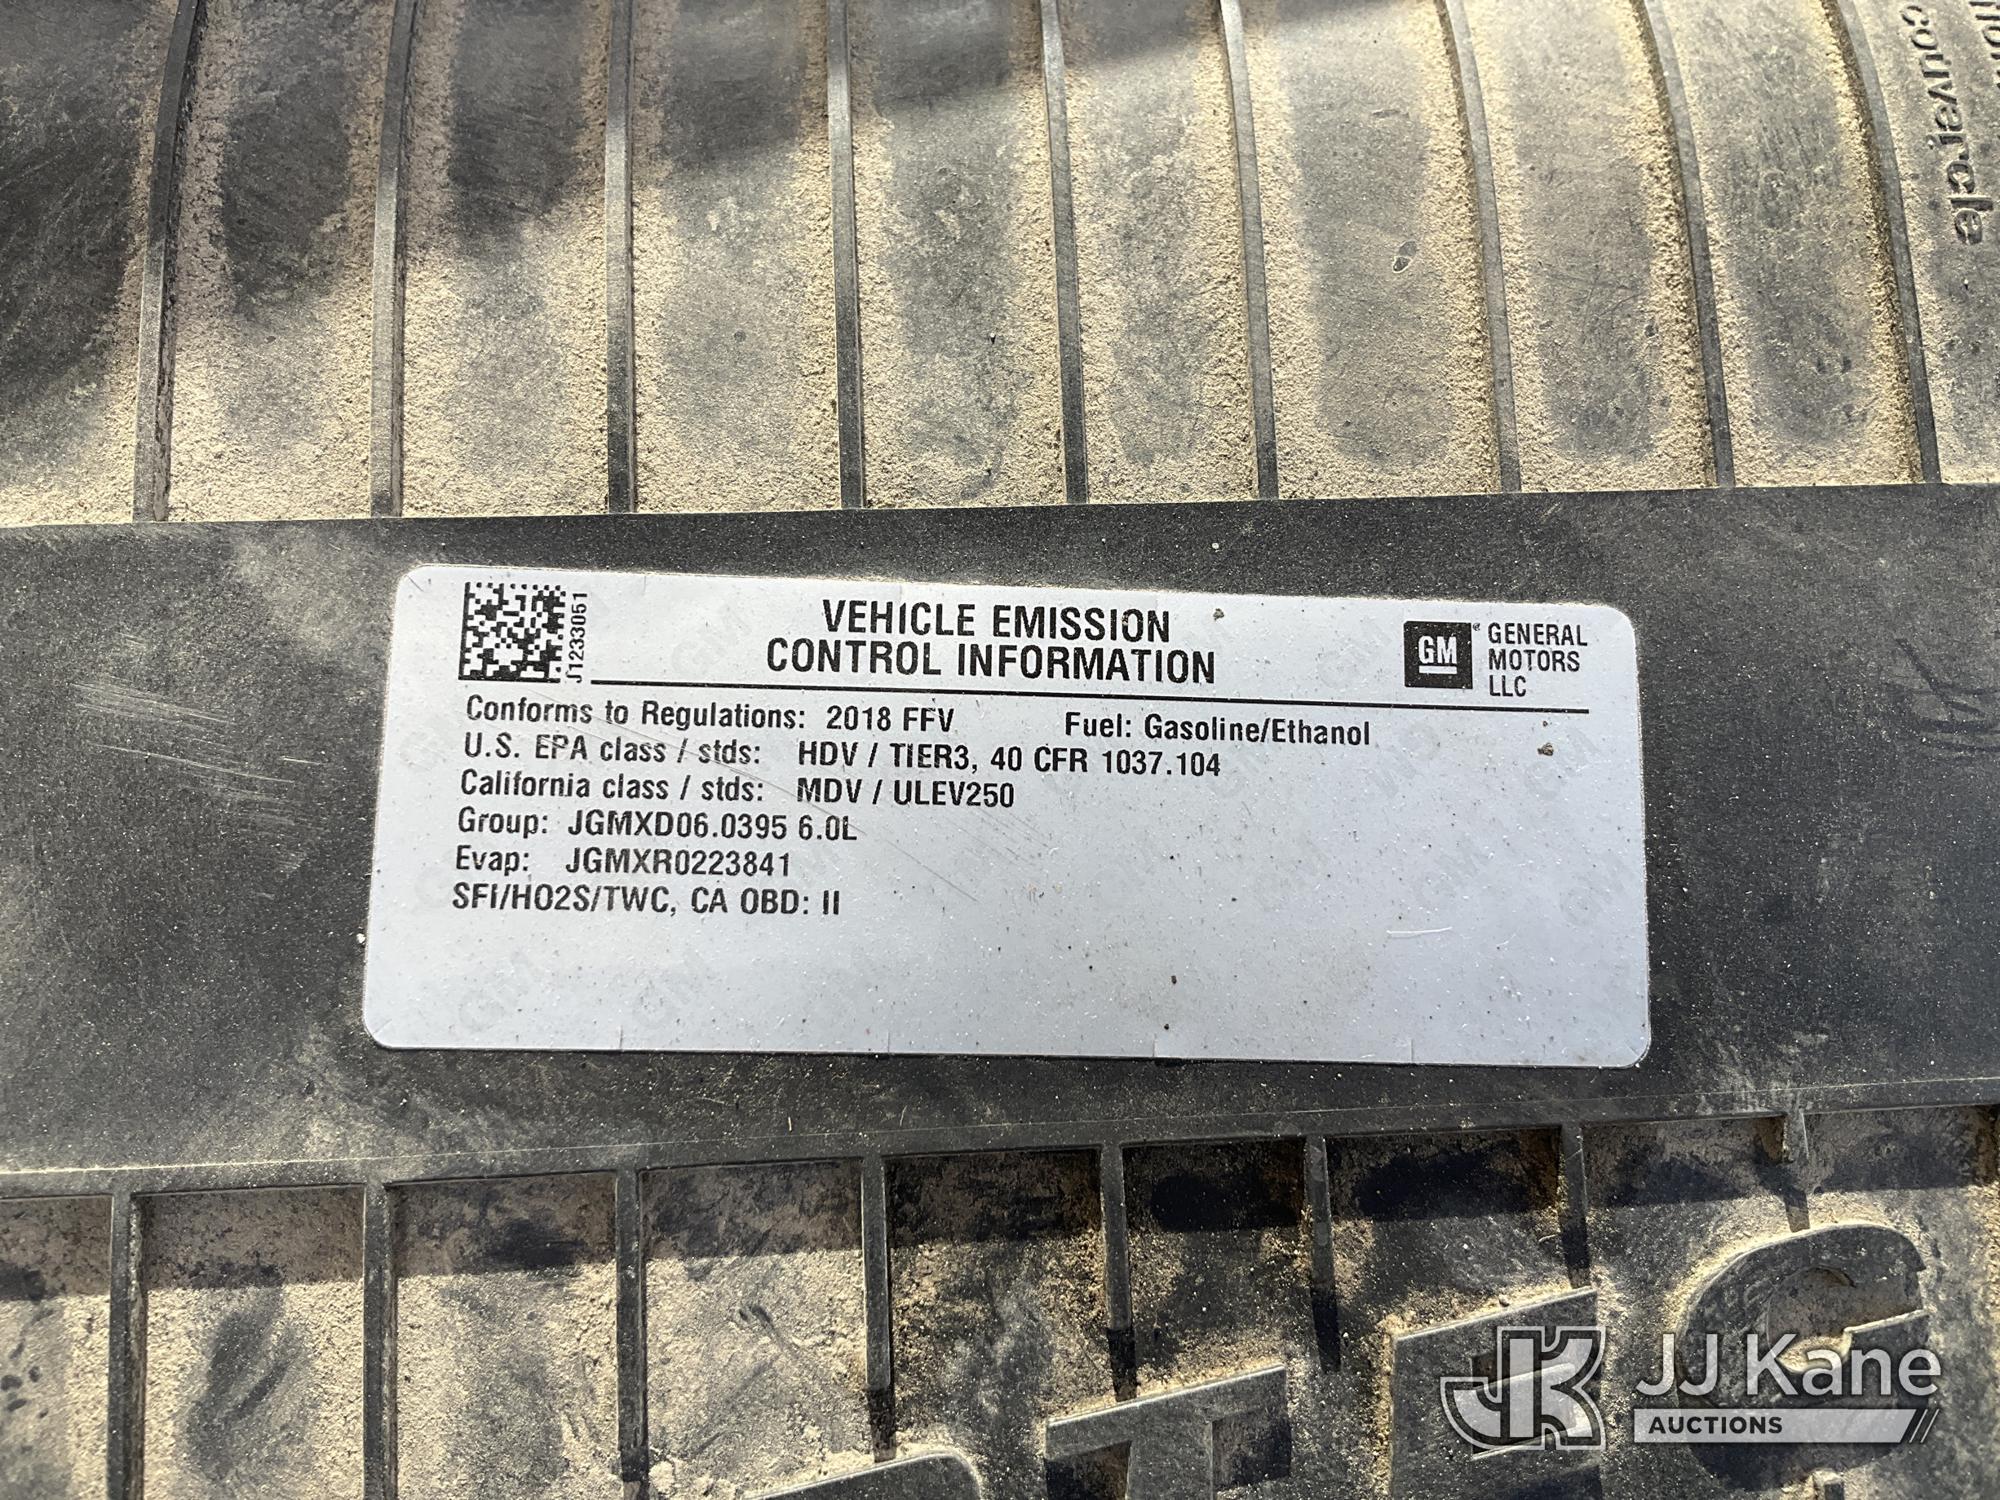 couvercle
J1233051
VEHICLE EMISSION
CONTROL INFORMATION
GM
GENERAL
MOTORS
LLC
Conforms to Regulations: 2018 FFV Fuel: Gasoline/Ethanol
U.S. EPA class / stds: HDV / TIER3, 40 CFR 1037.104
California class / stds: MDV / ULEV250
Group: JGMXD06.0395 6.0L
Evap: JGMXR0223841
SFI/HO2S/TWC, CA OBD: II
JK
JJ Kane
AUCTIONS